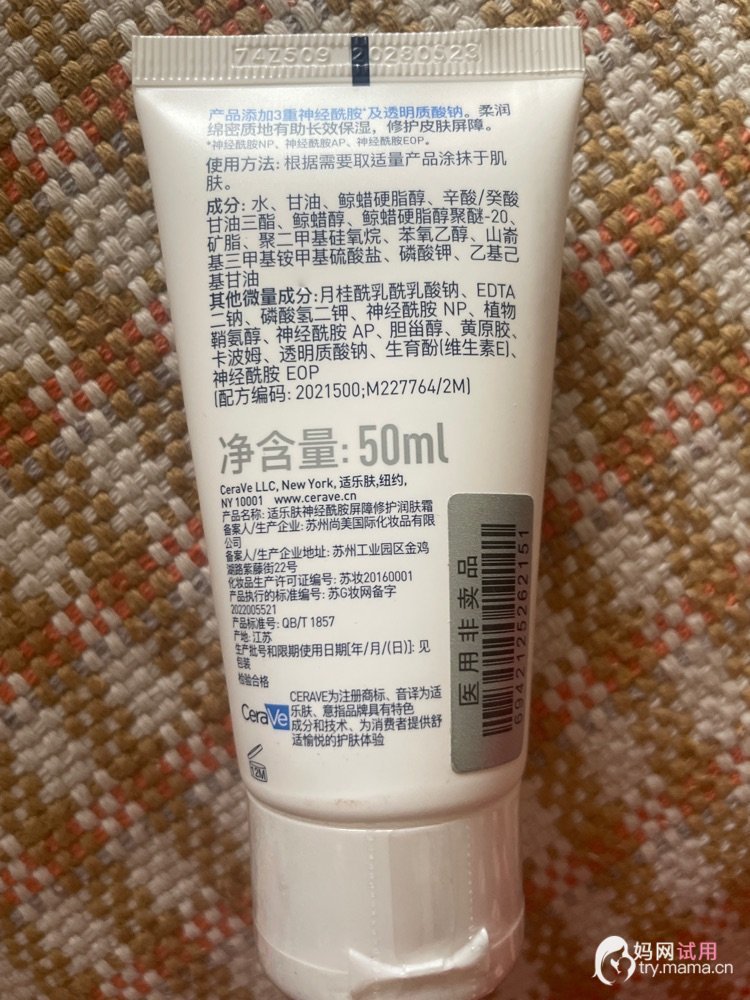 74Z509 20280523
产品添加3重神经酰胺*及透明质酸钠。柔润
绵密质地有助长效保湿，修护皮肤屏障。
*神经酰胺NP、神经酰胺AP、神经酰胺EOP。
使用方法: 根据需要取适量产品涂抹于肌
肤。
成分: 水、甘油、鲸蜡硬脂醇、辛酸/癸酸
甘油三酯、鲸蜡醇、鲸蜡硬脂醇聚醚-20、
矿脂、聚二甲基硅氧烷、苯氧乙醇、山嵛
基三甲基铵甲基硫酸盐、磷酸钾、乙基己
基甘油
其他微量成分: 月桂酰乳酰乳酸钠、EDTA
二钠、磷酸氢二钾、神经酰胺 NP、植物
鞘氨醇、神经酰胺 AP、胆甾醇、黄原胶、
卡波姆、透明质酸钠、生育酚(维生素E)、
神经酰胺 EOP
(配方编码: 2021500;M227764/2M)
净含量: 50ml
CeraVe LLC, New York, 适乐肤,纽约,
NY 10001 www.cerave.cn
产品名称: 适乐肤神经酰胺屏障修护润肤霜
备案人/生产企业: 苏州尚美国际化妆品有限
公司
备案人/生产企业地址: 苏州工业园区金鸡
湖路紫藤街22号
化妆品生产许可证编号: 苏妆20160001
产品执行的标准编号: 苏G妆网备字
2022005521
产品标准号: QB/T 1857
产地: 江苏
生产批号和限期使用日期[年/月/(日)]: 见
包装
检验合格
CeraVe
CERAVE为注册商标、音译为适
乐肤、意指品牌具有特色
成分和技术、为消费者提供舒
适愉悦的护肤体验
12M
医用非卖品
6942125262151
妈网试用
try.mama.cn